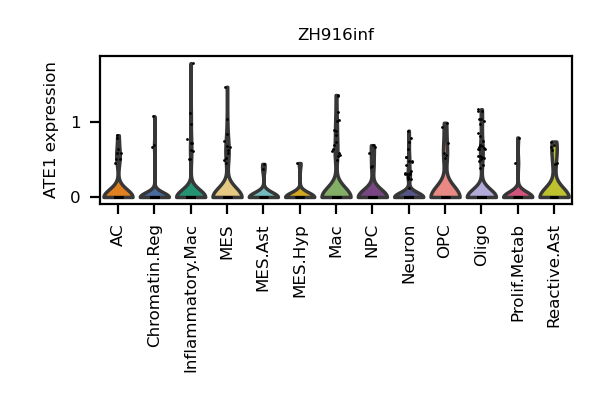 ZH916inf
ATE1 expression
1
0
AC
Chromatin.Reg
Inflammatory.Mac
MES
MES.Ast
MES.Hyp
Mac
NPC
Neuron
OPC
Oligo
Prolif.Metab
Reactive.Ast